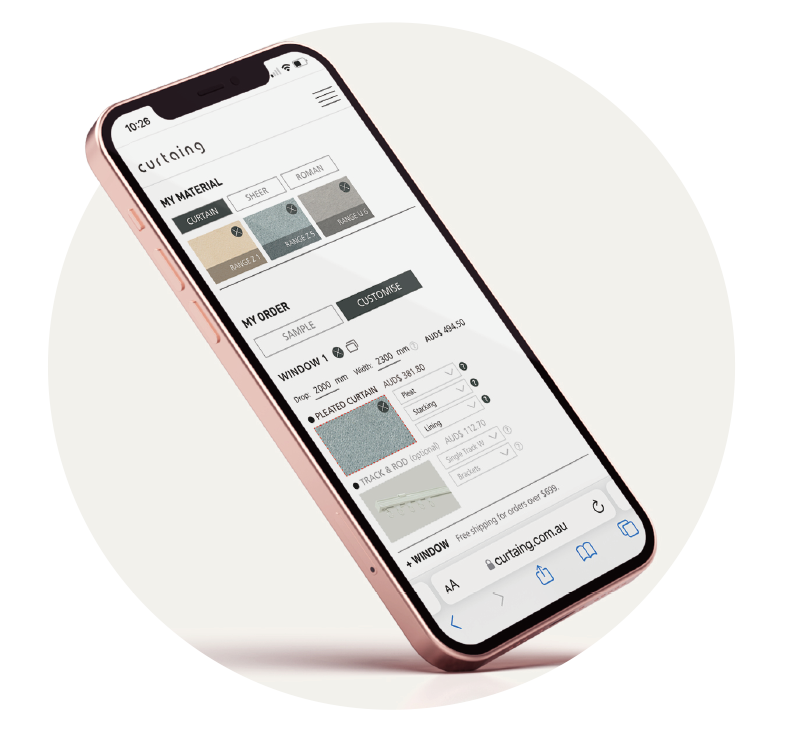 10:26
curtaing
MY MATERIAL
CURTAIN SHEER ROMAN
RANGE Z 1 RANGE Z 5 RANGE U 6
MY ORDER
SAMPLE CUSTOMISE
WINDOW 1 AUD$ 494.50
Drop: 2000 mm Width: 2300 mm ?
PLEATED CURTAIN AUD$ 381.80
Pleat ?
Stacking ?
Lining ?
TRACK & ROD (optional) AUD$ 112.70
Single Track W ?
Brackets ?
+ WINDOW Free shipping for orders over $699.
AA curtaing.com.au